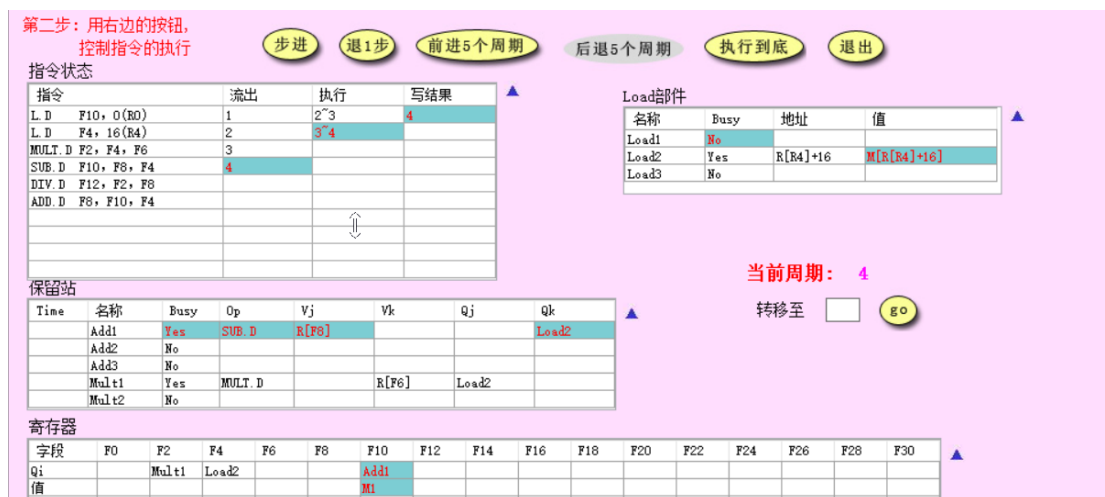 第二步：用右边的按钮，
控制指令的执行
步进 退1步 前进5个周期 后退5个周期 执行到底 退出
指令状态
指令 流出 执行 写结果
L.D F10, 0(R0) 1 2~3 4
L.D F4, 16(R4) 2 3~4
MULT.D F2, F4, F6 3
SUB.D F10, F8, F4 4
DIV.D F12, F2, F8
ADD.D F8, F10, F4
Load部件
名称 Busy 地址 值
Load1 No
Load2 Yes R[R4]+16 M[R[R4]+16]
Load3 No
当前周期： 4
转移至 go
保留站
Time 名称 Busy Op Vj Vk Qj Qk
Add1 Yes SUB.D R[F8] Load2
Add2 No
Add3 No
Mult1 Yes MULT.D R[F6] Load2
Mult2 No
寄存器
字段 F0 F2 F4 F6 F8 F10 F12 F14 F16 F18 F20 F22 F24 F26 F28 F30
Qi Mult1 Load2 Add1
值 M1